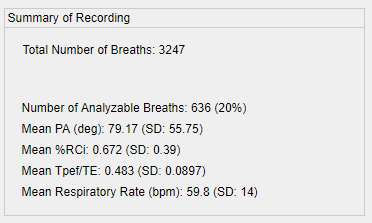 Summary of Recording
Total Number of Breaths: 3247
Number of Analyzable Breaths: 636 (20%)
Mean PA (deg): 79.17 (SD: 55.75)
Mean %RCi: 0.672 (SD: 0.39)
Mean Tpef/TE: 0.483 (SD: 0.0897)
Mean Respiratory Rate (bpm): 59.8 (SD: 14)